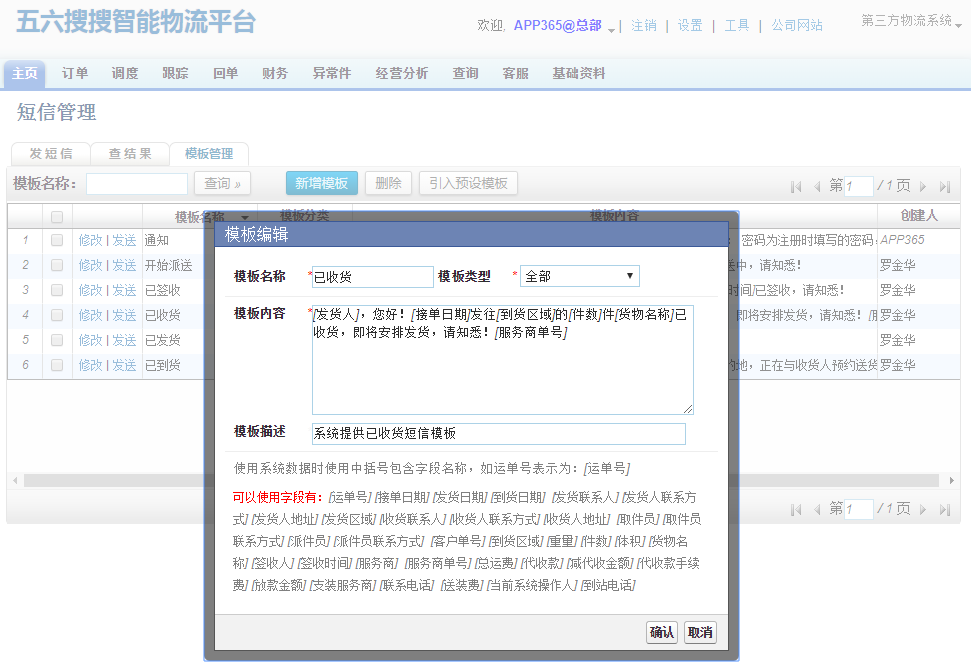 五六搜搜智能物流平台
欢迎, APP365@总部 | 注销 | 设置 | 工具 | 公司网站
第三方物流系统
主页 订单 调度 跟踪 回单 财务 异常件 经营分析 查询 客服 基础资料
短信管理
发短信 查结果 模板管理
模板名称: 查询 » 新增模板 删除 引入预设模板 第 1 / 1 页
模板名称 模板分类 模板内容 创建人
1 修改 | 发送 通知 密码为注册时填写的密码, APP365
2 修改 | 发送 开始派送 送中，请知悉! 罗金华
3 修改 | 发送 已签收 时间]已签收，请知悉! 罗金华
4 修改 | 发送 已收货 即将安排发货，请知悉! [服 罗金华
5 修改 | 发送 已发货 罗金华
6 修改 | 发送 已到货 地，正在与收货人预约送货 罗金华
第 1 / 1 页
模板编辑
模板名称 *已收货 模板类型 * 全部
模板内容 *[发货人]，您好! [接单日期]发往[到货区域]的[件数]件[货物名称]已
收货，即将安排发货，请知悉! [服务商单号]
模板描述 系统提供已收货短信模板
使用系统数据时使用中括号包含字段名称，如运单号表示为: [运单号]
可以使用字段有: [运单号] [接单日期] [发货日期] [到货日期] [发货联系人] [发货人联系方
式] [发货人地址] [发货区域] [收货联系人] [收货人联系方式] [收货人地址] [取件员] [取件员
联系方式] [派件员] [派件员联系方式] [客户单号] [到货区域] [重量] [件数] [体积] [货物名
称] [签收人] [签收时间] [服务商] [服务商单号] [总运费] [代收款] [减代收金额] [代收款手续
费] [放款金额] [支装服务商] [联系电话] [送装费] [当前系统操作人] [到站电话]
确认 取消